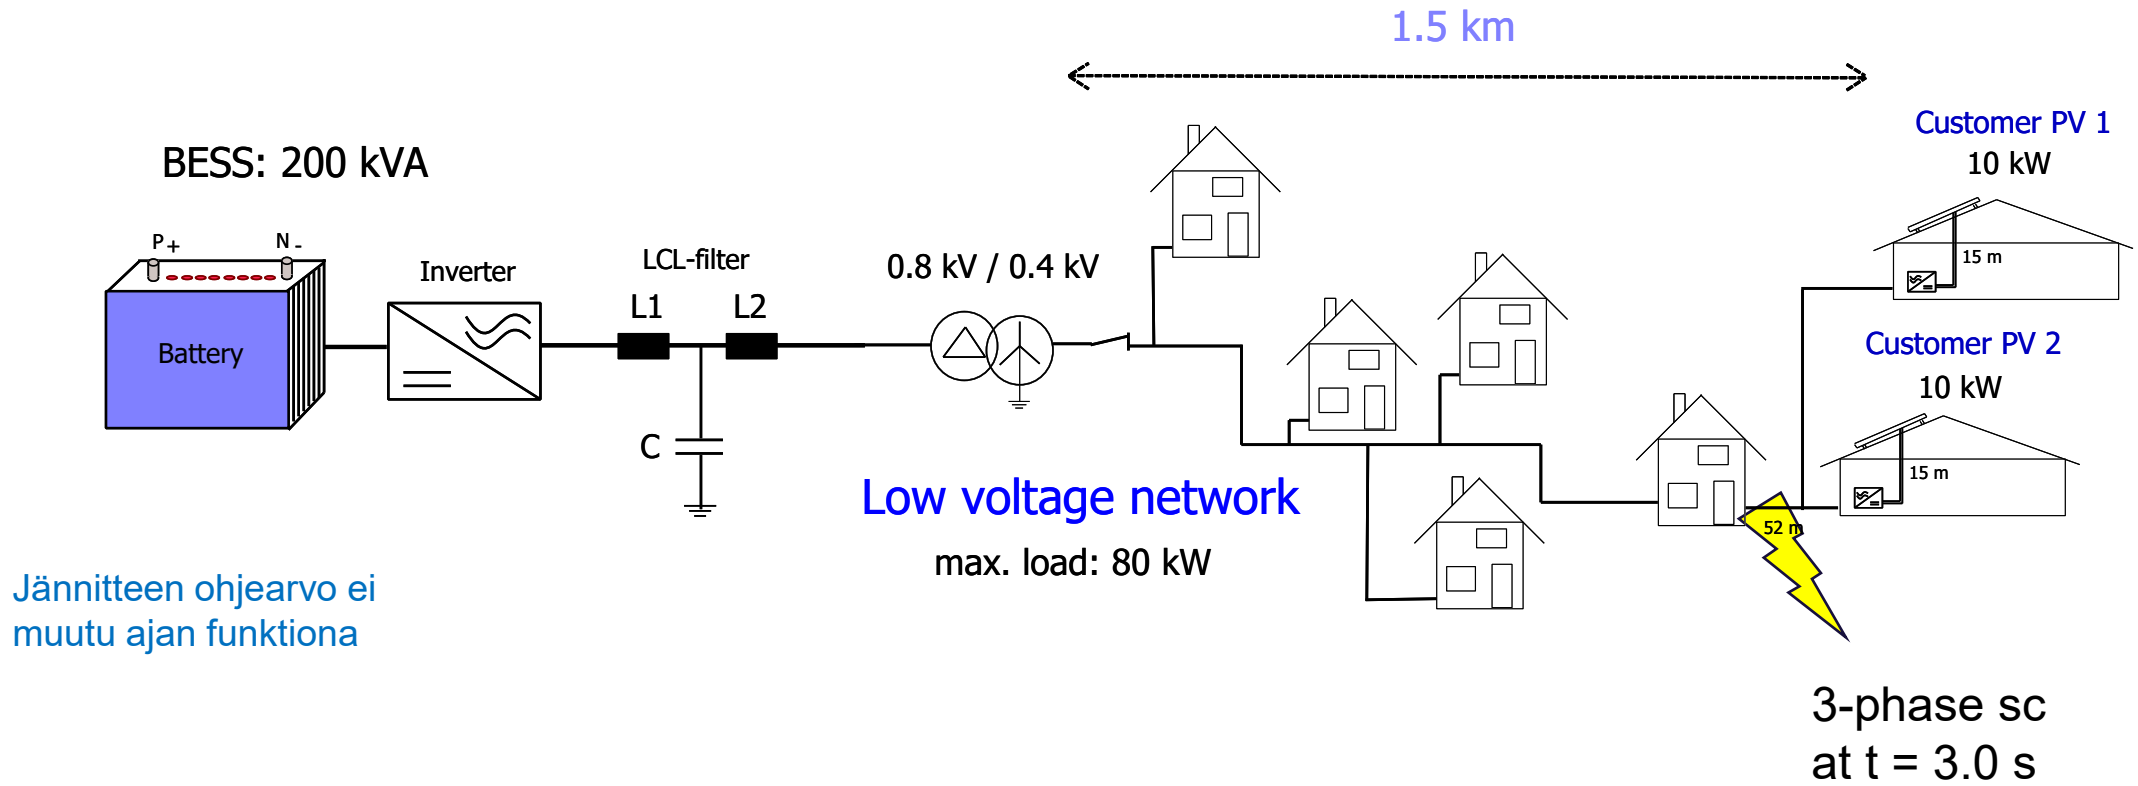 1.5 km
Customer PV 1
10 kW
BESS: 200 kVA
P + N -
15 m
Inverter
LCL-filter
0.8 kV / 0.4 kV
L1 L2
Battery
Customer PV 2
10 kW
C
15 m
Low voltage network
52 m
max. load: 80 kW
Jännitteen ohjearvo ei
muutu ajan funktiona
3-phase sc
at t = 3.0 s